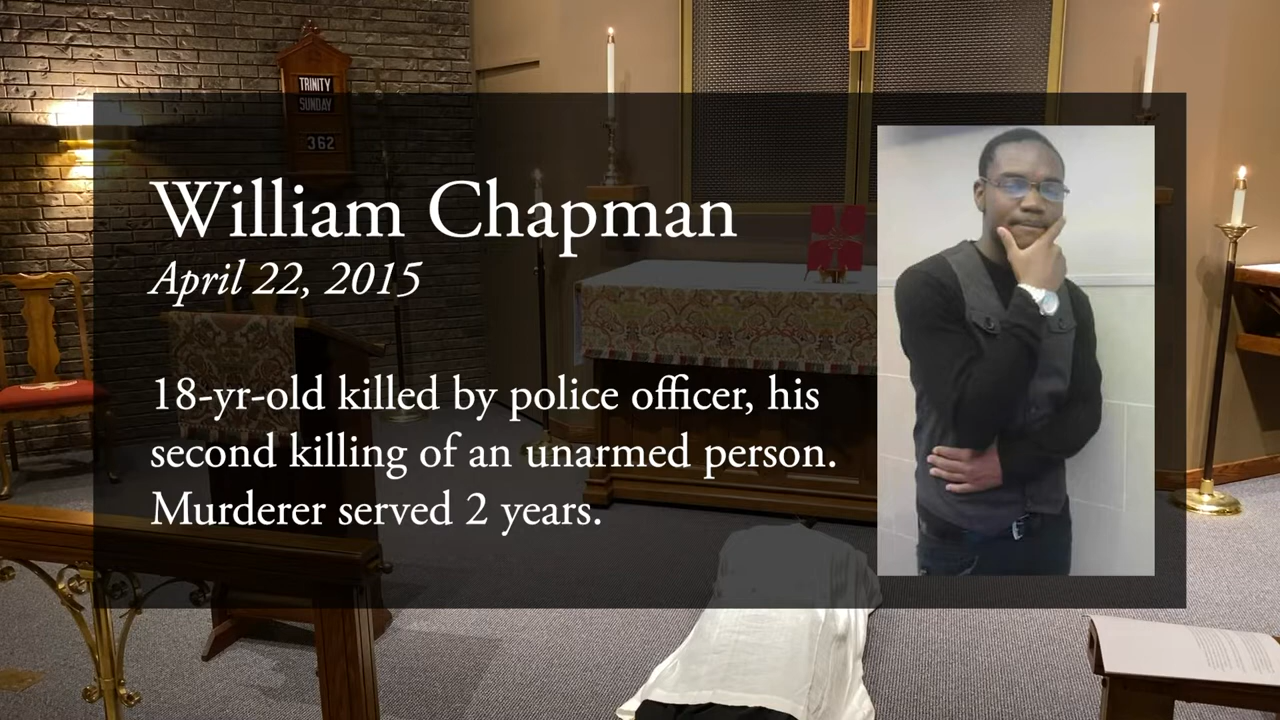 TRINITY
SUNDAY
362
William Chapman
April 22, 2015
18-yr-old killed by police officer, his
second killing of an unarmed person.
Murderer served 2 years.